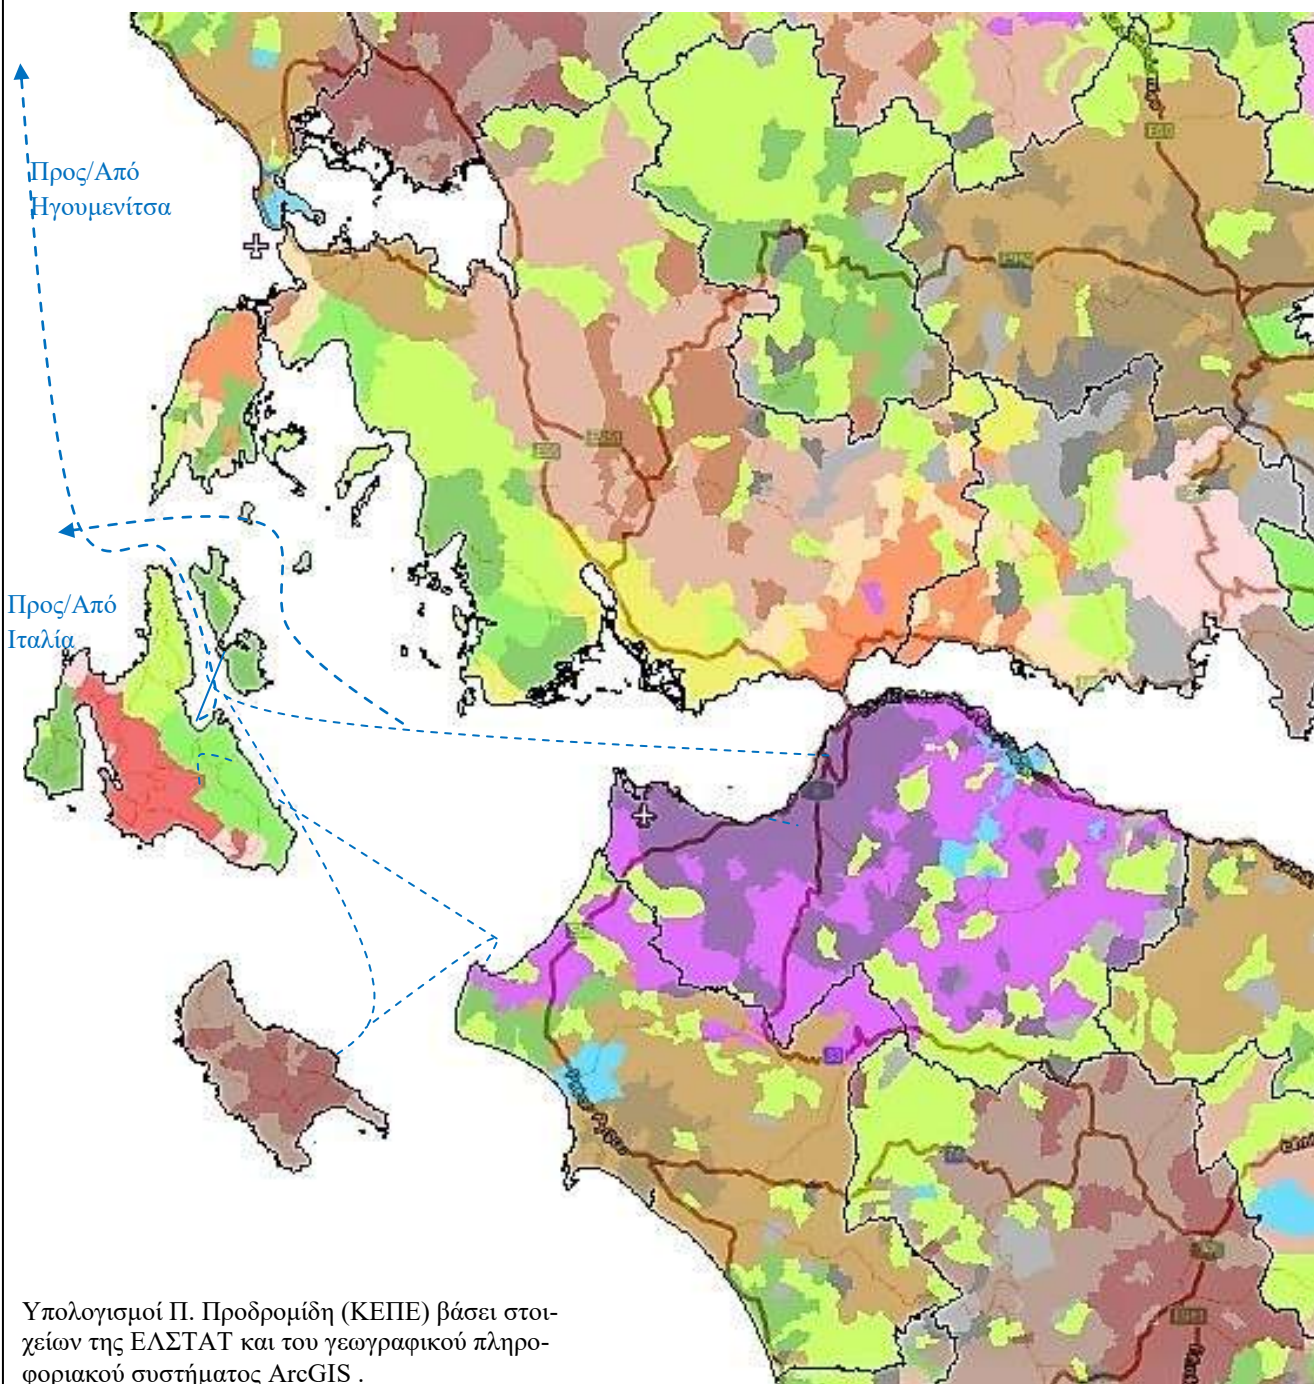 Προς/Από
Ηγουμενίτσα
Προς/Από
Ιταλία
Υπολογισμοί Π. Προδρομίδη (ΚΕΠΕ) βάσει στοι-
χείων της ΕΛΣΤΑΤ και του γεωγραφικού πληρο-
φοριακού συστήματος ArcGIS .